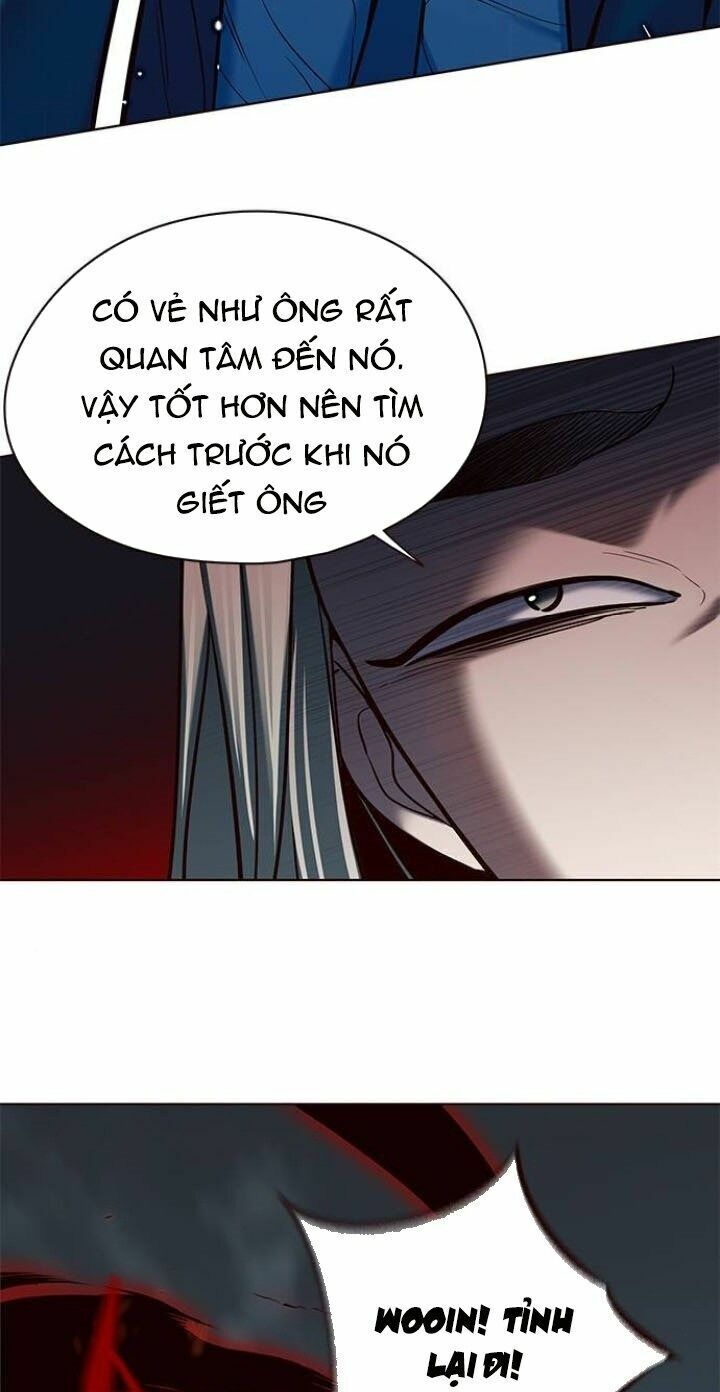 CÓ VẺ NHƯ ÔNG RẤT
QUAN TÂM ĐẾN NÓ.
VẬY TỐT HƠN NÊN TÌM
CÁCH TRƯỚC KHI NÓ
GIẾT ÔNG
WOOIN! TỈNH
LẠI ĐI!